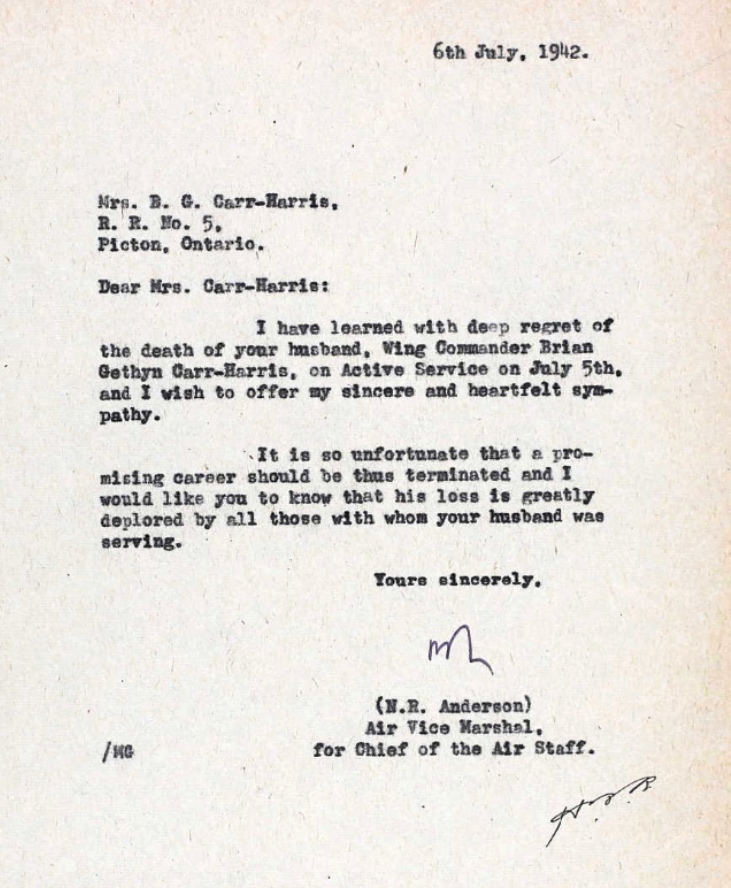 6th July, 1942.
Mrs. B. G. Carr-Harris,
R. R. No. 5,
Picton, Ontario.
Dear Mrs. Carr-Harris:
I have learned with deep regret of
the death of your husband, Wing Commander Brian
Gethyn Carr-Harris, on Active Service on July 5th,
and I wish to offer my sincere and heartfelt sym-
pathy.
It is so unfortunate that a pro-
mising career should be thus terminated and I
would like you to know that his loss is greatly
deplored by all those with whom your husband was
serving.
Yours sincerely,
(N.R. Anderson)
Air Vice Marshal,
/MG for Chief of the Air Staff.